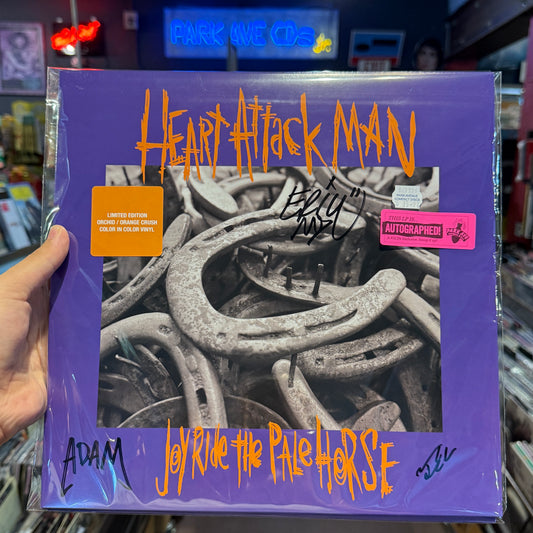 PARK AVE CDs
jr
HEART ATTACK MAN
LIMITED EDITION
ORCHID / ORANGE CRUSH
COLOR IN COLOR VINYL
AUTOGRAPHED!
ADAM
JOYRIDE THE PALE HORSE